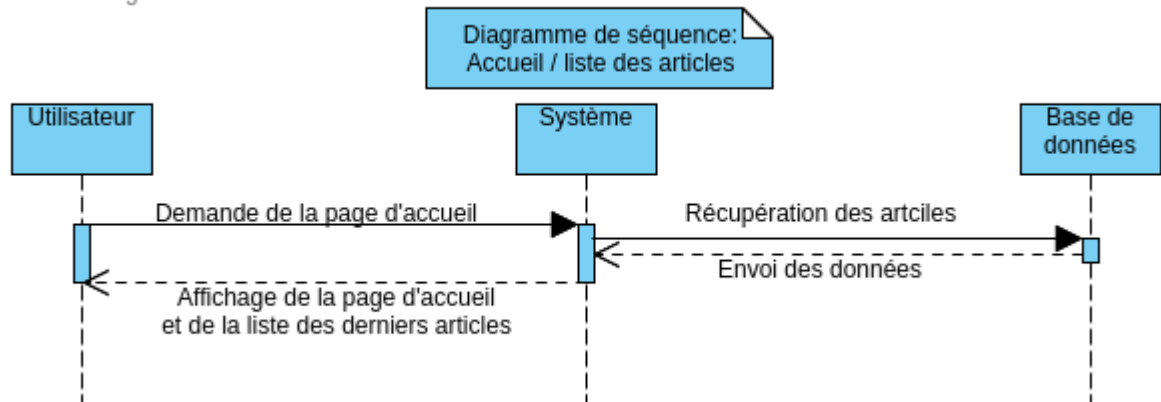 Diagramme de séquence:
Accueil / liste des articles
Utilisateur
Système
Base de
données
Demande de la page d'accueil
Récupération des artciles
Envoi des données
Affichage de la page d'accueil
et de la liste des derniers articles